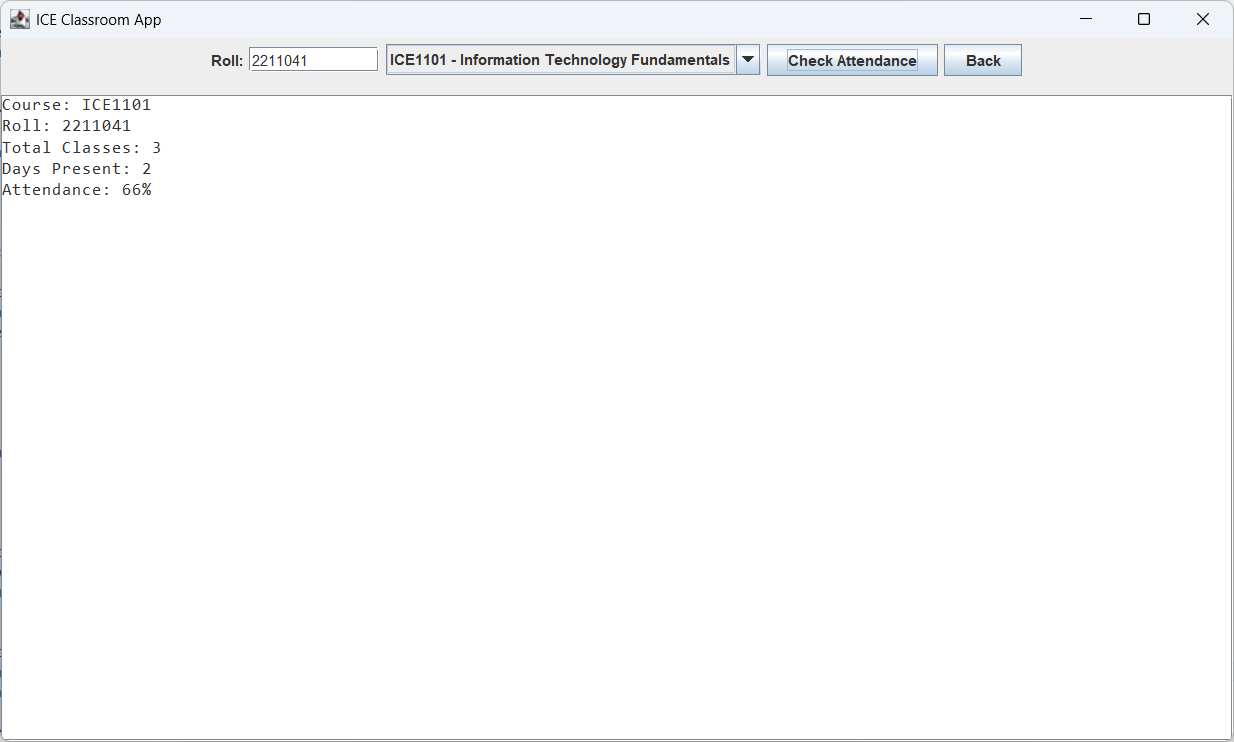 ICE Classroom App
Roll: 2211041 ICE1101 - Information Technology Fundamentals Check Attendance Back
Course: ICE1101
Roll: 2211041
Total Classes: 3
Days Present: 2
Attendance: 66%